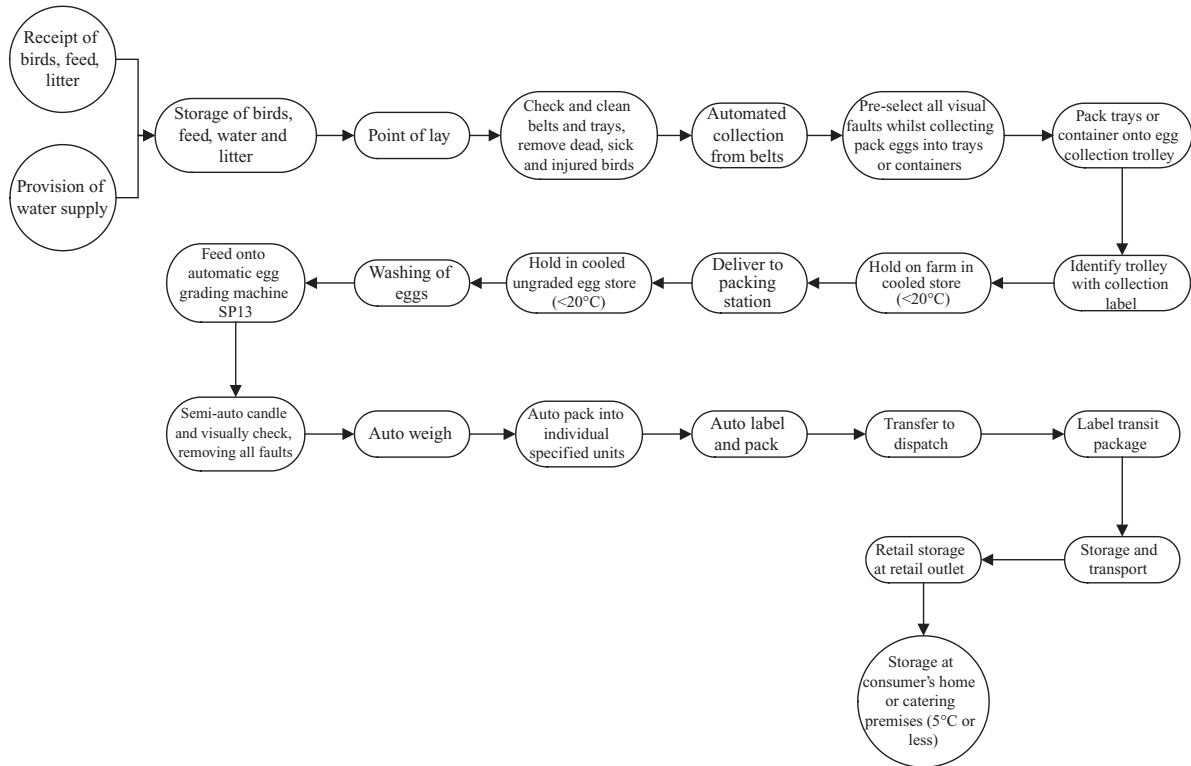 Receipt of
birds, feed,
litter
Provision of
water supply
Storage of birds,
feed, water and
litter
Point of lay
Check and clean
belts and trays,
remove dead, sick
and injured birds
Automated
collection
from belts
Pre-select all visual
faults whilst collecting
pack eggs into trays
or containers
Pack trays or
container onto egg
collection trolley
Identify trolley
with collection
label
Hold on farm in
cooled store
(<20°C)
Deliver to
packing
station
Hold in cooled
ungraded egg store
(<20°C)
Washing of
eggs
Feed onto
automatic egg
grading machine
SP13
Semi-auto candle
and visually check,
removing all faults
Auto weigh
Auto pack into
individual
specified units
Auto label
and pack
Transfer to
dispatch
Label transit
package
Storage and
transport
Retail storage
at retail outlet
Storage at
consumer’s home
or catering
premises (5°C or
less)